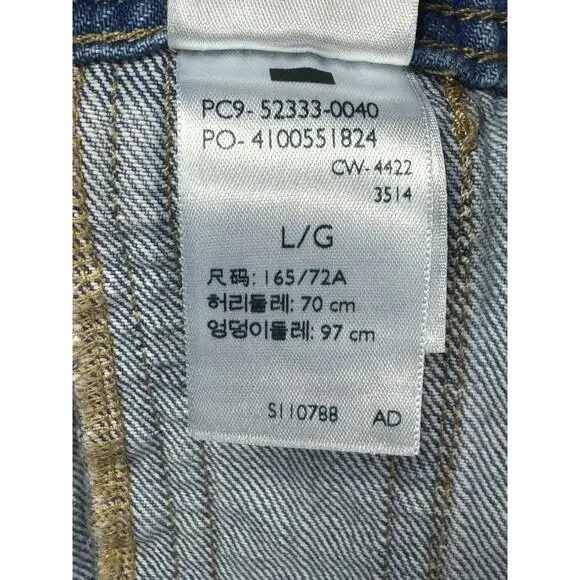 PC9- 52333-0040
PO- 4100551824
CW- 4422
3514
L/G
尺码: 165/72A
허리둘레: 70 cm
엉덩이둘레: 97 cm
S110788 AD